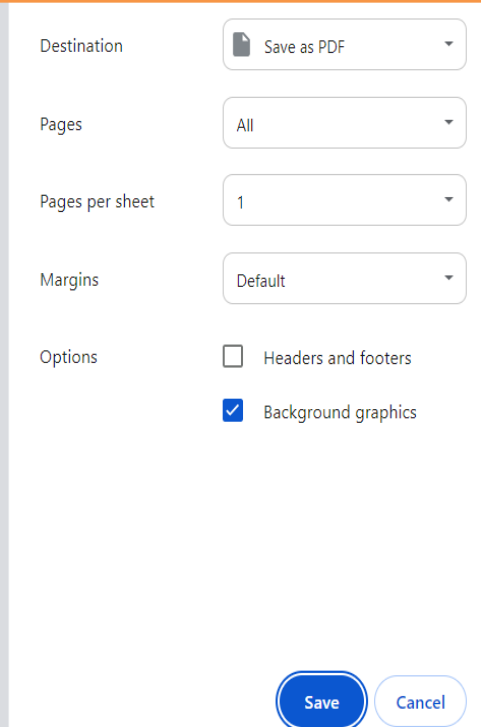 Destination Save as PDF
Pages All
Pages per sheet 1
Margins Default
Options Headers and footers
Background graphics
Save Cancel